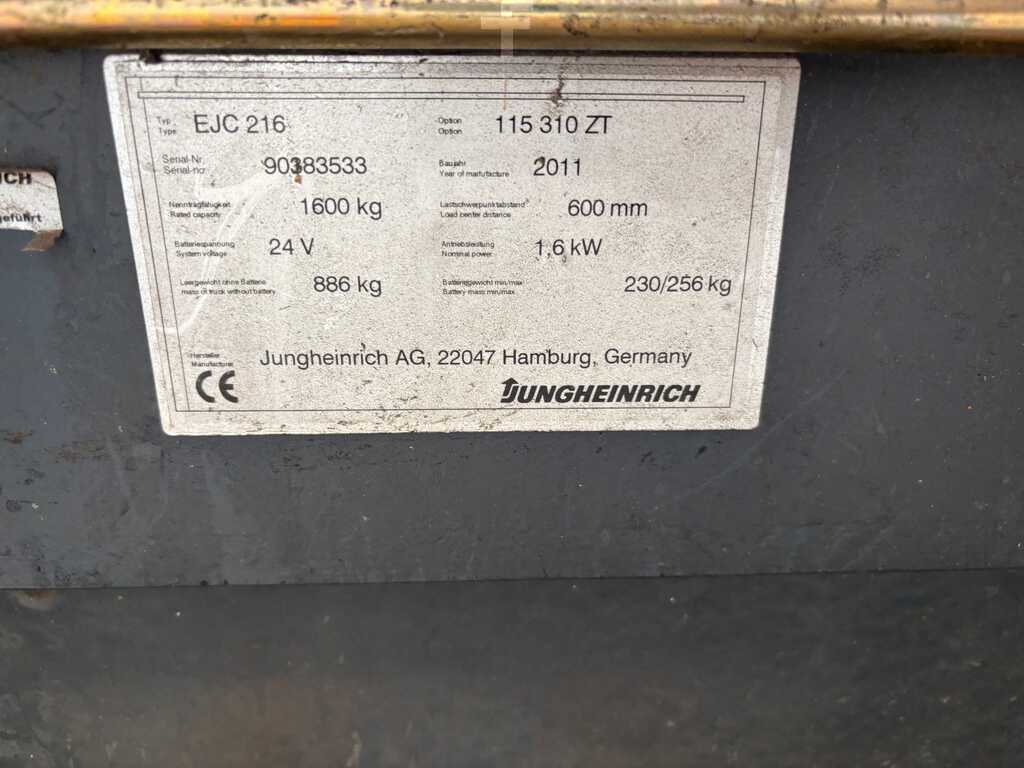 Typ
Type
EJC 216
Option
Option
115 310 ZT
Serial-Nr.
Serial-no.
90383533
Baujahr
Year of manufacture
2011
Nenntragfähigkeit
Rated capacity
1600 kg
Lastschwerpunktabstand
Load center distance
600 mm
Batteriespannung
System voltage
24 V
Antriebsleistung
Nominal power
1,6 kW
Leergewicht ohne Batterie
mass of truck without battery
886 kg
Batteriegewicht min/max
Battery mass min/max
230/256 kg
Hersteller
Manufacturer
Jungheinrich AG, 22047 Hamburg, Germany
CE
JUNGHEINRICH